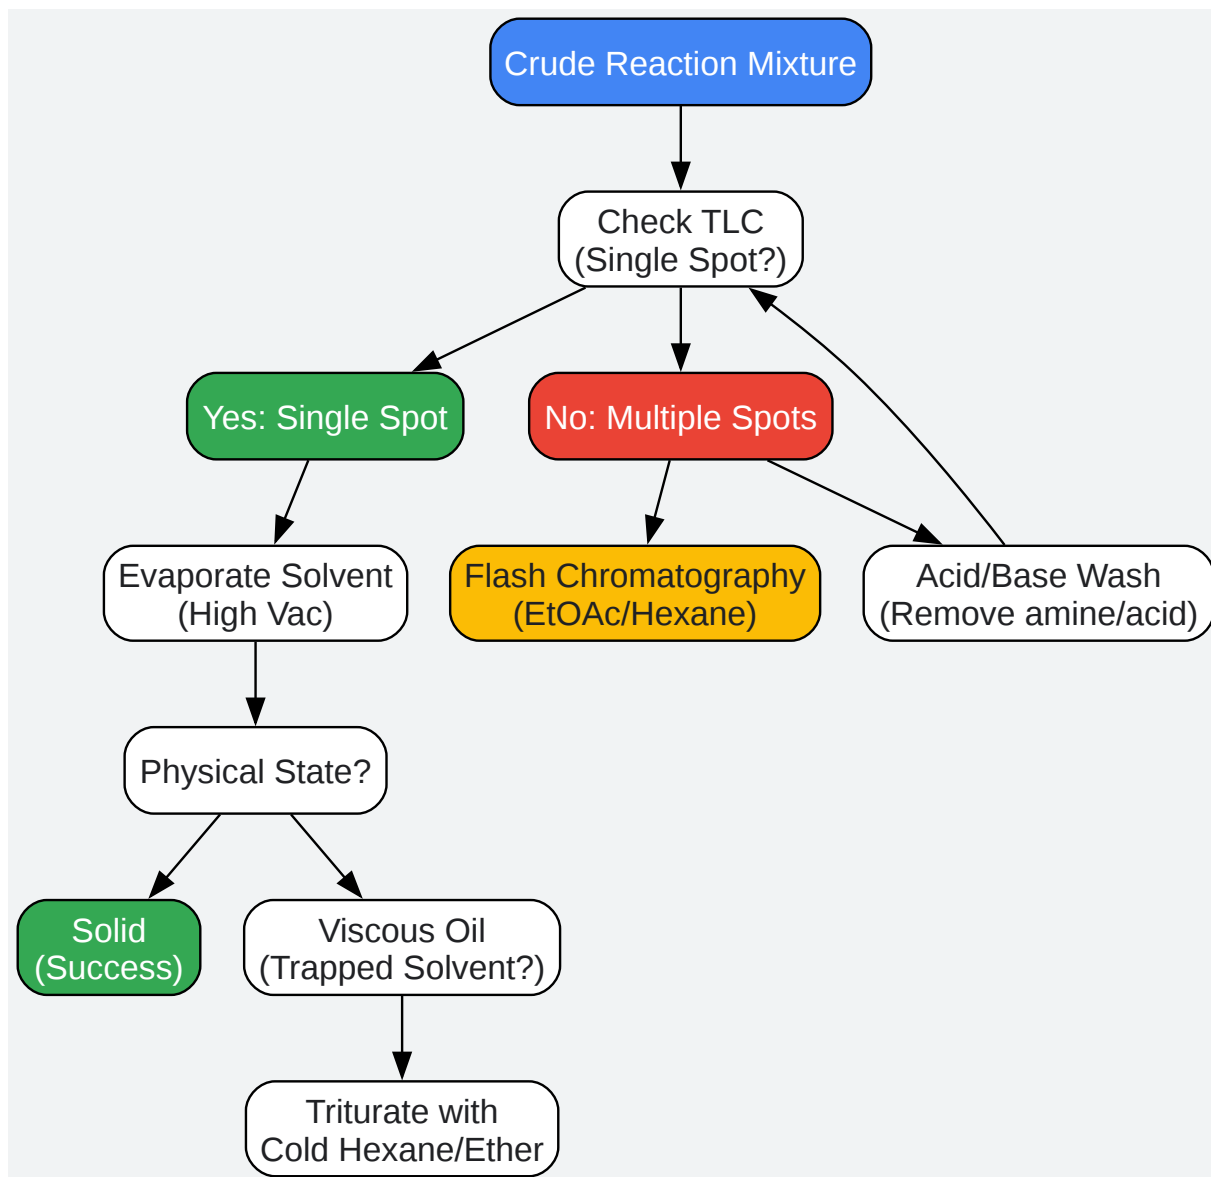 Crude Reaction Mixture
Check TLC
(Single Spot?)
Yes: Single Spot
No: Multiple Spots
Evaporate Solvent
(High Vac)
Flash Chromatography
(EtOAc/Hexane)
Acid/Base Wash
(Remove amine/acid)
Physical State?
Solid
(Success)
Viscous Oil
(Trapped Solvent?)
Triturate with
Cold Hexane/Ether